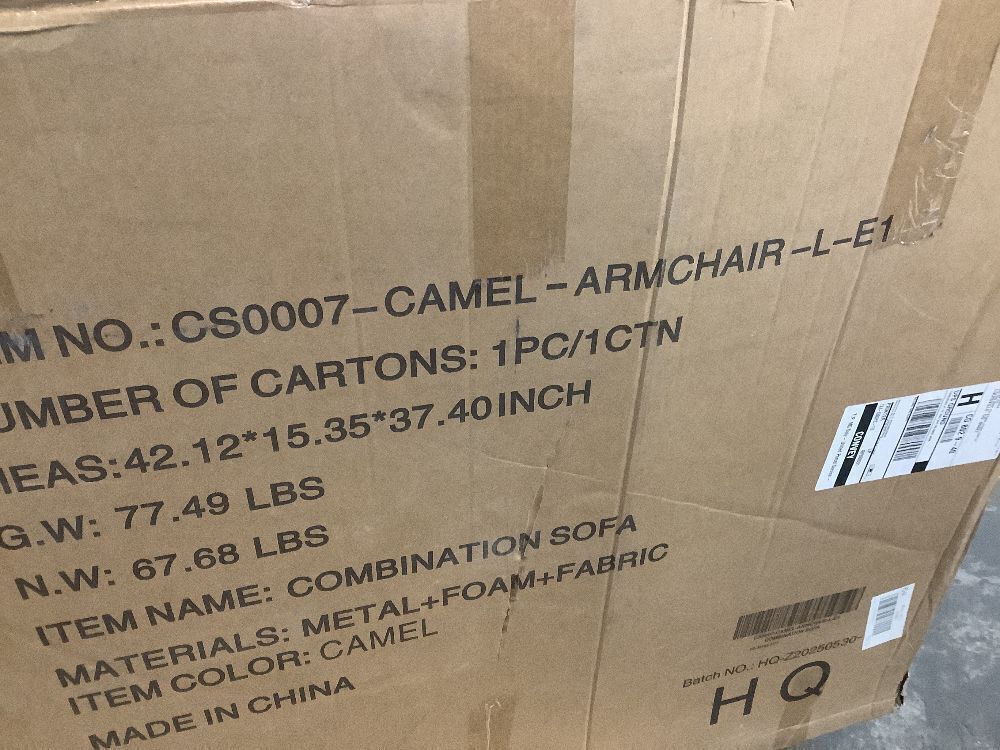 M NO.: CS0007-CAMEL-ARMCHAIR-L-E1
UMBER OF CARTONS: 1PC/1CTN
EAS: 42.12*15.35*37.40INCH
G.W: 77.49 LBS
N.W: 67.68 LBS
ITEM NAME: COMBINATION SOFA
MATERIALS: METAL+FOAM+FABRIC
ITEM COLOR: CAMEL
MADE IN CHINA
CONVEY
H
Batch NO.: HQ-Z20250530-
HQ